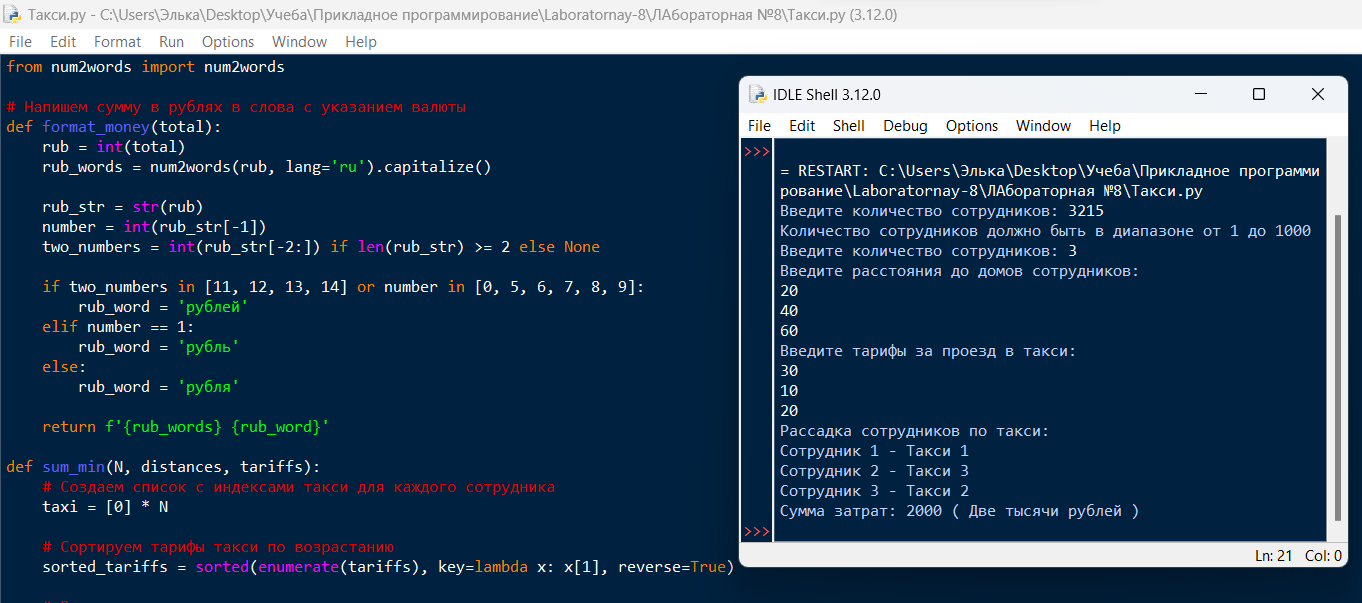 Такси.py - C:\Users\Элька\Desktop\Учеба\Прикладное программирование\Laboratornay-8\ЛАбораторная №8\Такси.py (3.12.0)
File Edit Format Run Options Window Help
from num2words import num2words
# Напишем сумму в рублях в слова с указанием валюты
def format_money(total):
    rub = int(total)
    rub_words = num2words(rub, lang='ru').capitalize()
    rub_str = str(rub)
    number = int(rub_str[-1])
    two_numbers = int(rub_str[-2:]) if len(rub_str) >= 2 else None
    if two_numbers in [11, 12, 13, 14] or number in [0, 5, 6, 7, 8, 9]:
        rub_word = 'рублей'
    elif number == 1:
        rub_word = 'рубль'
    else:
        rub_word = 'рубля'
    return f'{rub_words} {rub_word}'
def sum_min(N, distances, tariffs):
    # Создаем список с индексами такси для каждого сотрудника
    taxi = [0] * N
    # Сортируем тарифы такси по возрастанию
    sorted_tariffs = sorted(enumerate(tariffs), key=lambda x: x[1], reverse=True)
IDLE Shell 3.12.0
File Edit Shell Debug Options Window Help
>>>
= RESTART: C:\Users\Элька\Desktop\Учеба\Прикладное программи
рование\Laboratornay-8\ЛАбораторная №8\Такси.py
Введите количество сотрудников: 3215
Количество сотрудников должно быть в диапазоне от 1 до 1000
Введите количество сотрудников: 3
Введите расстояния до домов сотрудников:
20
40
60
Введите тарифы за проезд в такси:
30
10
20
Рассадка сотрудников по такси:
Сотрудник 1 - Такси 1
Сотрудник 2 - Такси 3
Сотрудник 3 - Такси 2
Сумма затрат: 2000 ( Две тысячи рублей )
>>>
Ln: 21 Col: 0